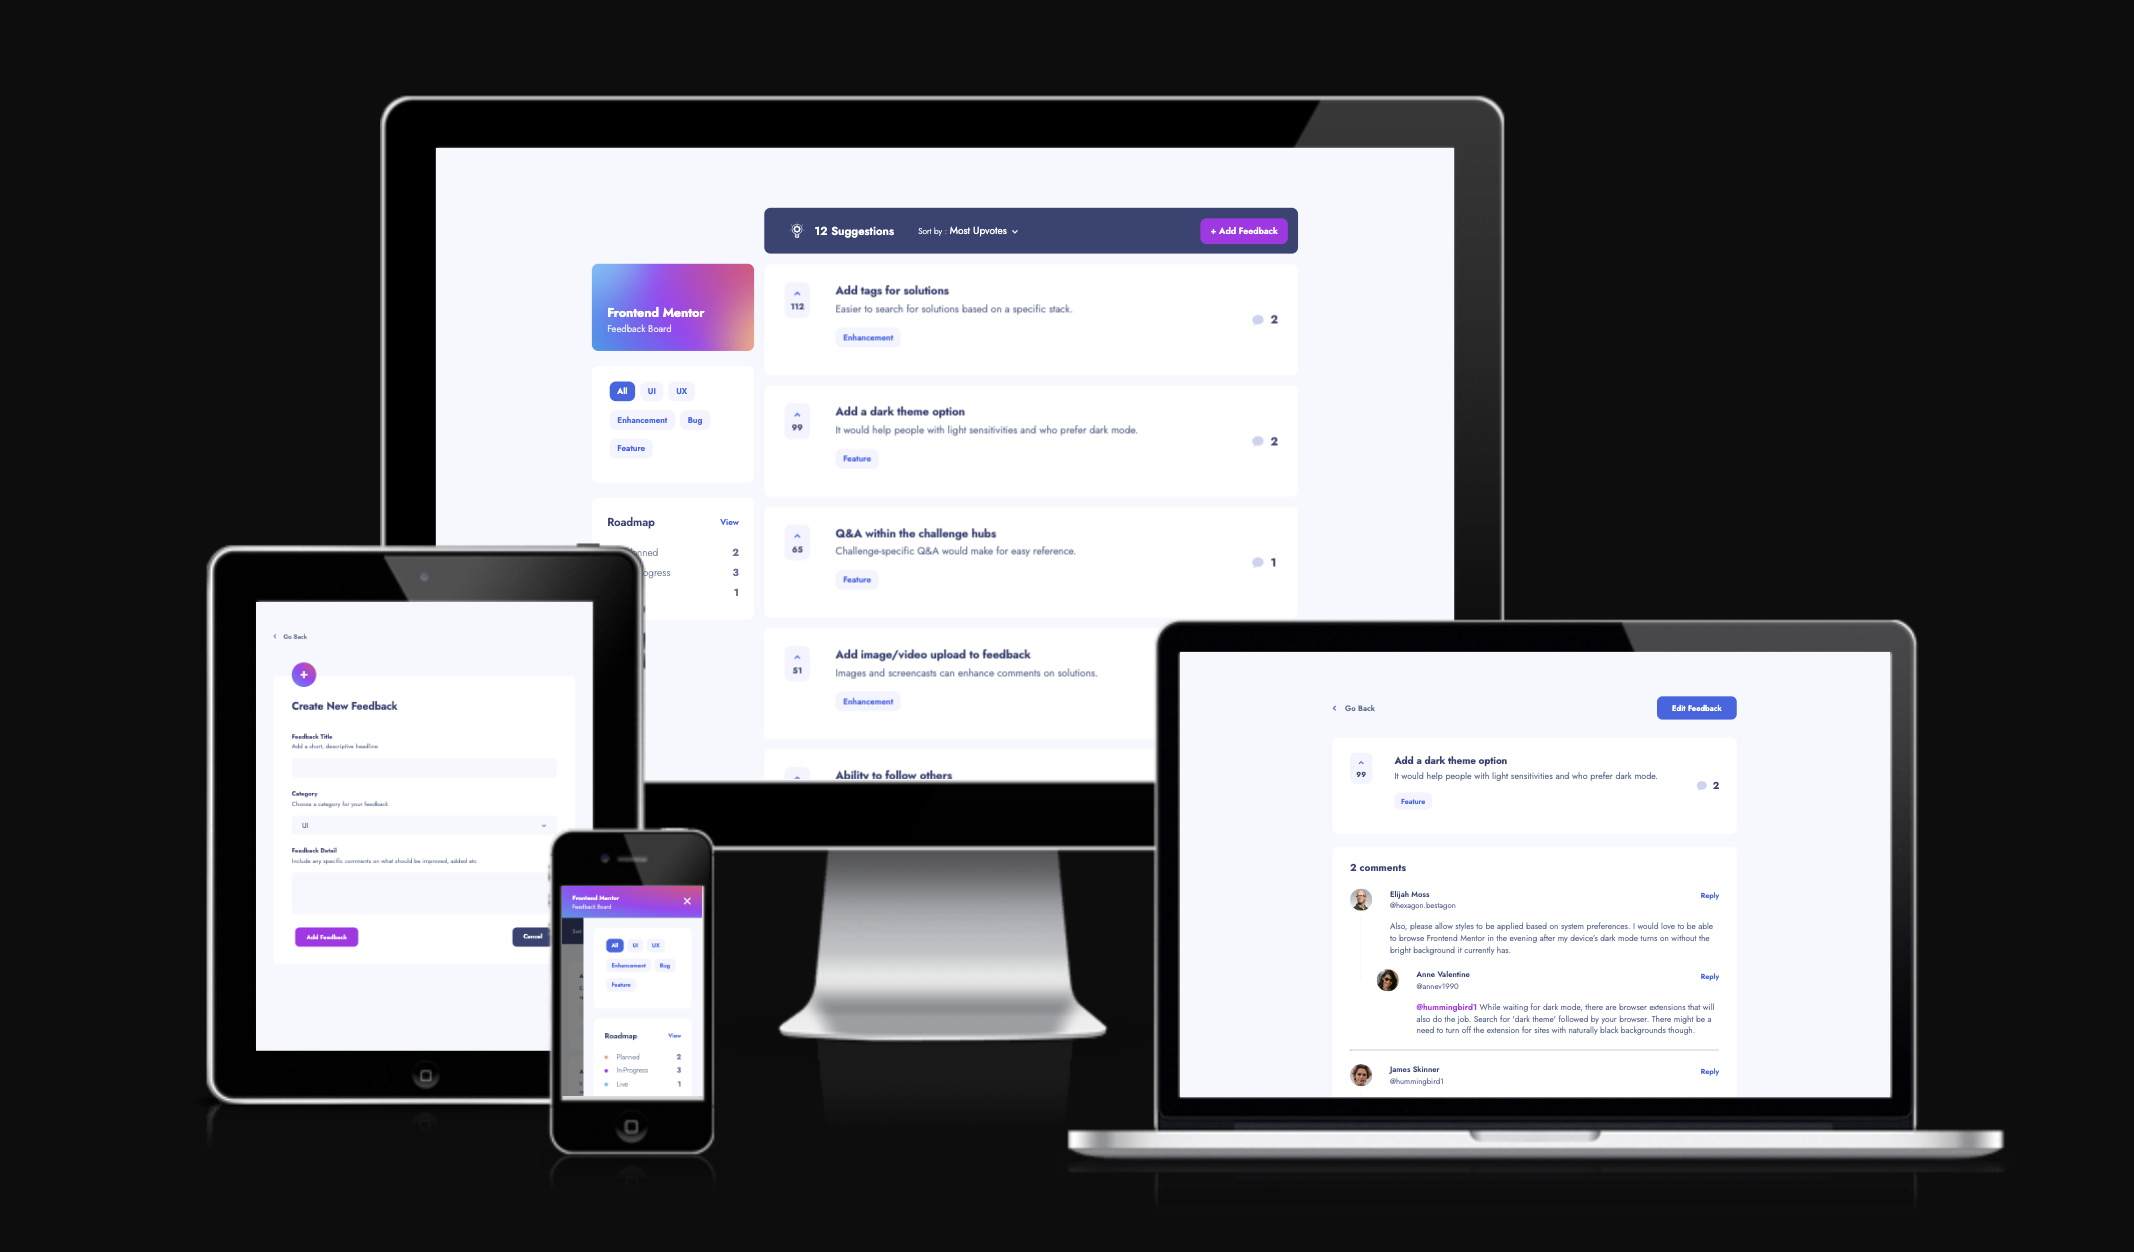 12 Suggestions
Sort by : Most Upvotes
+ Add Feedback
Frontend Mentor
Feedback Board
All
UI
UX
Enhancement
Bug
Feature
Roadmap
View
2
3
1
112
Add tags for solutions
Easier to search for solutions based on a specific stack.
Enhancement
2
99
Add a dark theme option
It would help people with light sensitivities and who prefer dark mode.
Feature
2
65
Q&A within the challenge hubs
Challenge-specific Q&A would make for easy reference.
Feature
1
51
Add image/video upload to feedback
Images and screencasts can enhance comments on solutions.
Enhancement
Ability to follow others
Go Back
+
Create New Feedback
Feedback Title
Add a short, descriptive headline
Category
Choose a category for your feedback
UI
Feedback Detail
Include any specific comments on what should be improved, added etc
Add Feedback
Cancel
Frontend Mentor
Feedback Board
Sort
All
UI
UX
Enhancement
Bug
Feature
Roadmap
View
Planned
2
In-Progress
3
Live
1
Go Back
Edit Feedback
99
Add a dark theme option
It would help people with light sensitivities and who prefer dark mode.
Feature
2
2 comments
Elijah Moss
@hexagon.bestagon
Reply
Also, please allow styles to be applied based on system preferences. I would love to be able
to browse Frontend Mentor in the evening after my device's dark mode turns on without the
bright background it currently has.
Anne Valentine
@annev1990
Reply
@hummingbird1 While waiting for dark mode, there are browser extensions that will
also do the job. Search for 'dark theme' followed by your browser. There might be a
need to turn off the extension for sites with naturally black backgrounds though.
James Skinner
@hummingbird1
Reply